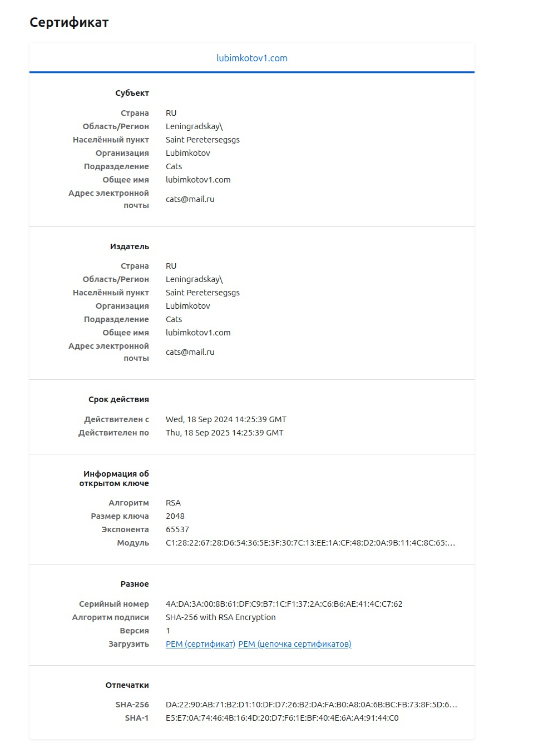 Сертификат
lubimkotov1.com
Субъект
Страна RU
Область/Регион Leningradskay\
Населённый пункт Saint Peretersegsgs
Организация Lubimkotov
Подразделение Cats
Общее имя lubimkotov1.com
Адрес электронной почты cats@mail.ru
Издатель
Страна RU
Область/Регион Leningradskay\
Населённый пункт Saint Peretersegsgs
Организация Lubimkotov
Подразделение Cats
Общее имя lubimkotov1.com
Адрес электронной почты cats@mail.ru
Срок действия
Действителен с Wed, 18 Sep 2024 14:25:39 GMT
Действителен по Thu, 18 Sep 2025 14:25:39 GMT
Информация об
открытом ключе
Алгоритм RSA
Размер ключа 2048
Экспонента 65537
Модуль C1:28:22:67:28:D6:54:36:5E:3F:30:7C:13:EE:1A:CF:48:D2:0A:9B:11:4C:8C:65:…
Разное
Серийный номер 4A:DA:3A:00:8B:61:DF:C9:B7:1C:F1:37:2A:C6:B6:AE:41:4C:C7:62
Алгоритм подписи SHA-256 with RSA Encryption
Версия 1
Загрузить PEM (сертификат) PEM (цепочка сертификатов)
Отпечатки
SHA-256 DA:22:90:AB:71:B2:D1:10:DF:D7:26:B2:DA:FA:B0:A8:0A:6B:BC:FB:73:8F:5D:6…
SHA-1 E5:E7:0A:74:46:4B:16:4D:20:D7:F6:1E:BF:40:4E:6A:A4:91:44:C0